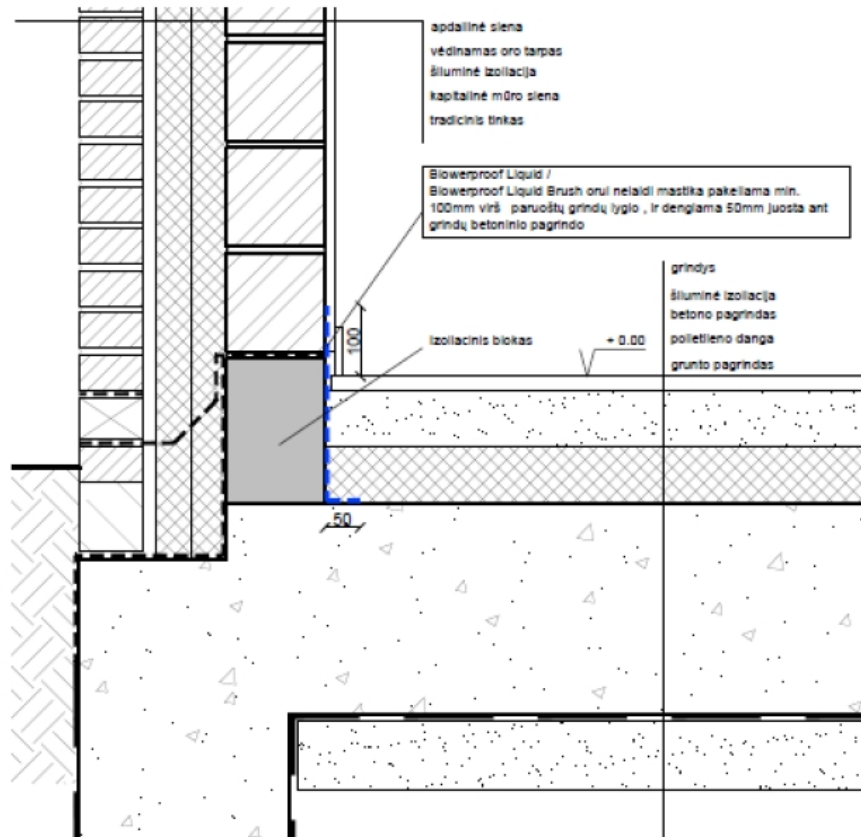 apdailinė siena
vėdinamas oro tarpas
šiluminė izoliacija
kapitalinė mūro siena
tradicinis tinkas
Blowerproof Liquid /
Blowerproof Liquid Brush orui nelaidi mastika pakeliama min.
100mm virš paruoštų grindų lygio , ir dengiama 50mm juosta ant
grindų betoninio pagrindo
grindys
šiluminė izoliacija
betono pagrindas
polietileno danga
grunto pagrindas
Izoliacinis blokas
+ 0.00
100
50